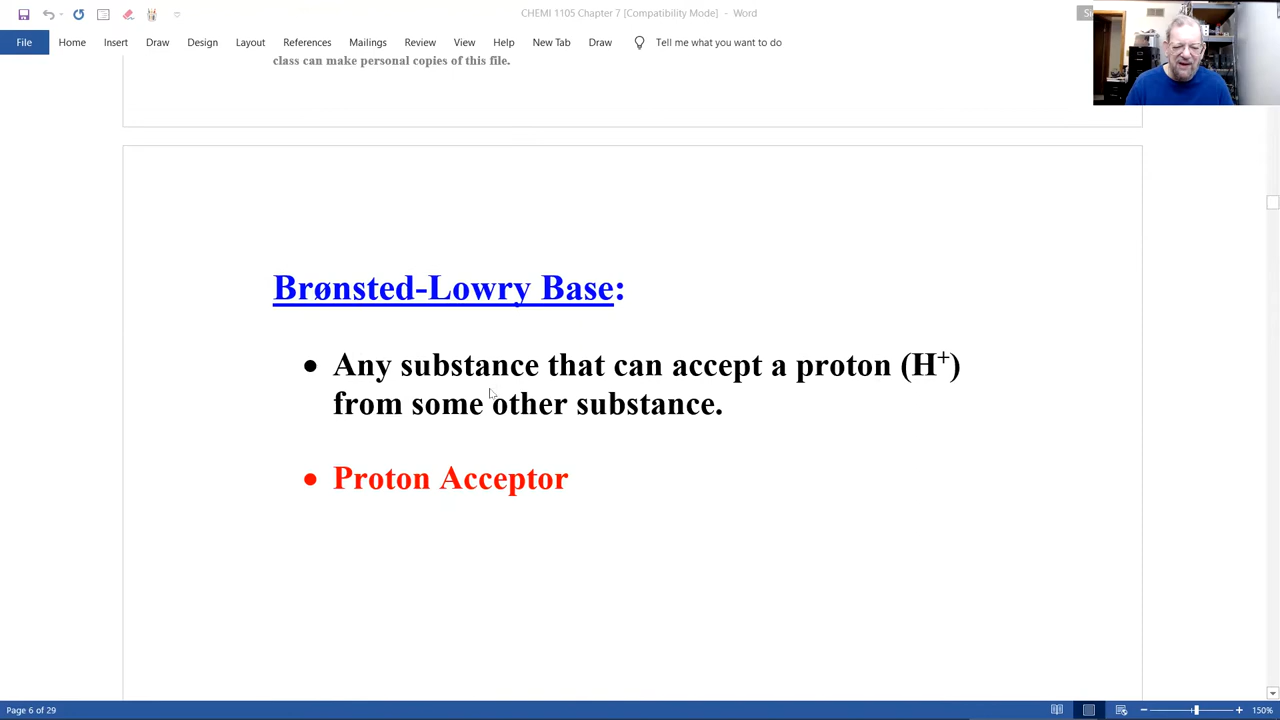 CHEMI 1105 Chapter 7 [Compatibility Mode] - Word
File Home Insert Draw Design Layout References Mailings Review View Help New Tab Draw Tell me what you want to do
class can make personal copies of this file.
Brønsted-Lowry Base:
• Any substance that can accept a proton (H⁺)
from some other substance.
• Proton Acceptor
Page 6 of 29
150%